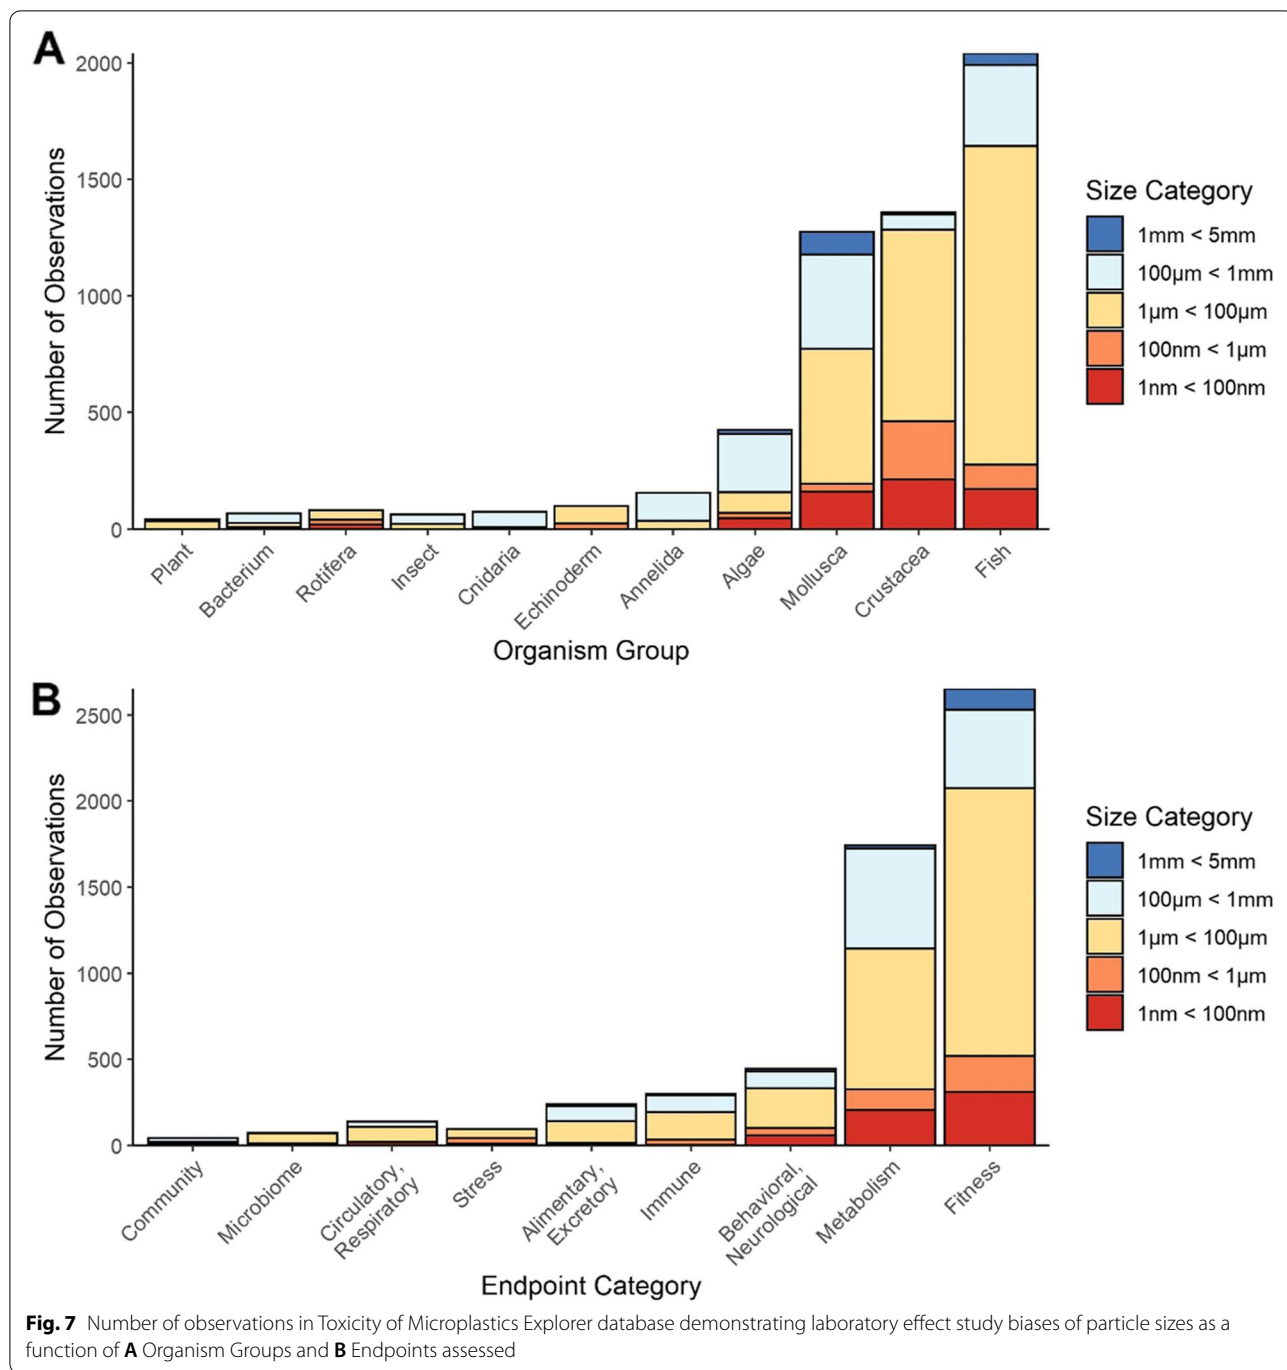 A
Number of Observations
2000
1500
1000
500
0
Plant
Bacterium
Rotifera
Insect
Cnidaria
Echinoderm
Annelida
Algae
Mollusca
Crustacea
Fish
Organism Group
Size Category
1mm < 5mm
100µm < 1mm
1µm < 100µm
100nm < 1µm
1nm < 100nm
B
Number of Observations
2500
2000
1500
1000
500
0
Community
Microbiome
Circulatory,
Respiratory
Stress
Alimentary,
Excretory
Immune
Behavioral,
Neurological
Metabolism
Fitness
Endpoint Category
Size Category
1mm < 5mm
100µm < 1mm
1µm < 100µm
100nm < 1µm
1nm < 100nm
Fig. 7 Number of observations in Toxicity of Microplastics Explorer database demonstrating laboratory effect study biases of particle sizes as a
function of A Organism Groups and B Endpoints assessed